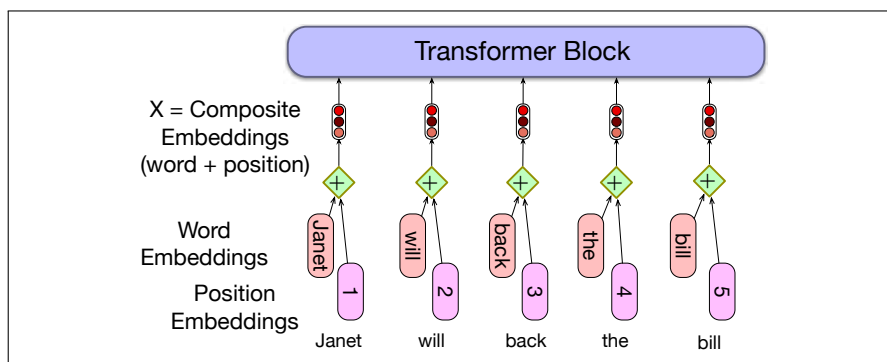 Transformer Block
X = Composite
Embeddings
(word + position)
+ + + + +
Word
Embeddings
Janet will back the bill
Position
Embeddings
1 2 3 4 5
Janet will back the bill